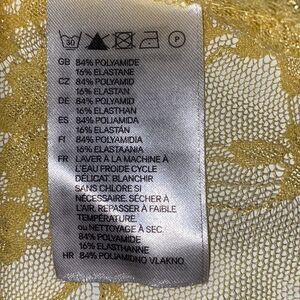 30 P
GB 84% POLYAMIDE
16% ELASTANE
CZ 84% POLYAMID
16% ELASTAN
DE 84% POLYAMID
16% ELASTHAN
ES 84% POLIAMIDA
16% ELASTÁN
FI 84% POLYAMIDIA
16% ELASTAANIA
FR LAVER À LA MACHINE À
L'EAU FROIDE CYCLE
DÉLICAT. BLANCHIR
SANS CHLORE SI
NÉCESSAIRE. SÉCHER À
L'AIR. REPASSER À FAIBLE
TEMPÉRATURE.
ou NETTOYAGE À SEC
84% POLYAMIDE
16% ELASTHANNE
HR 84% POLIAMIDNO VLAKNO,